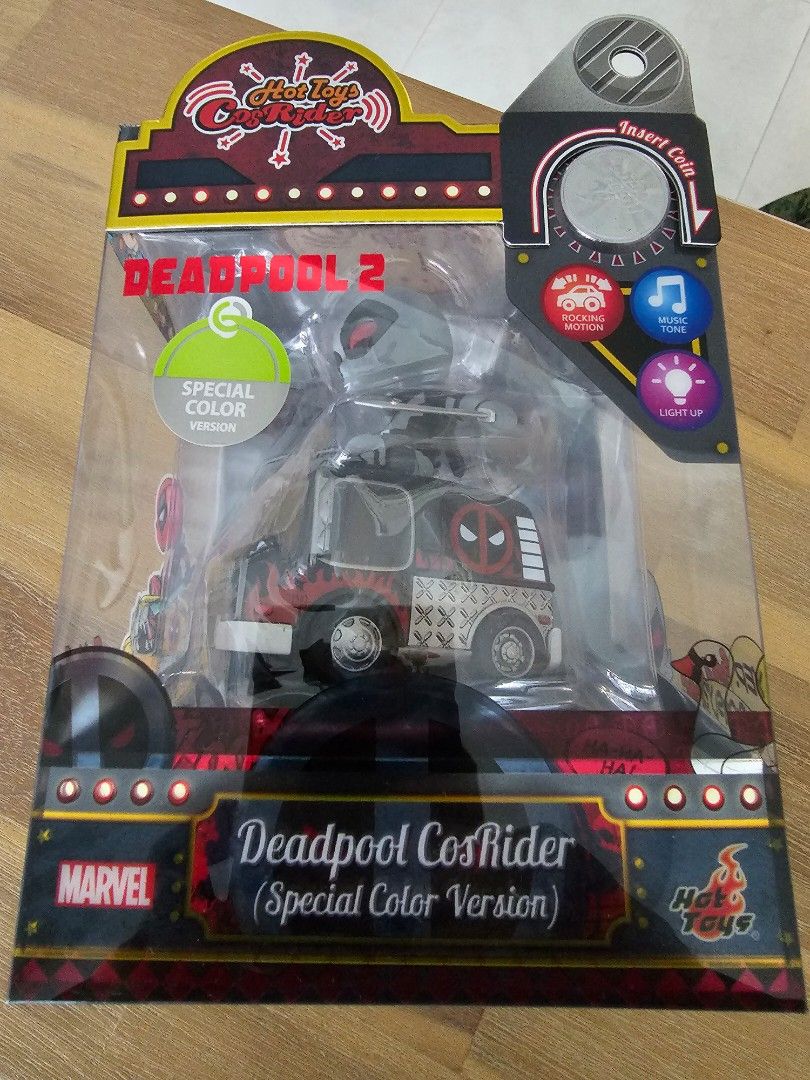 Hot Toys
CosRider
Insert Coin
DEADPOOL 2
ROCKING
MOTION
MUSIC
TONE
LIGHT UP
SPECIAL
COLOR
VERSION
HA-HA-
HA!
Deadpool CosRider
(Special Color Version)
MARVEL
Hot
Toys